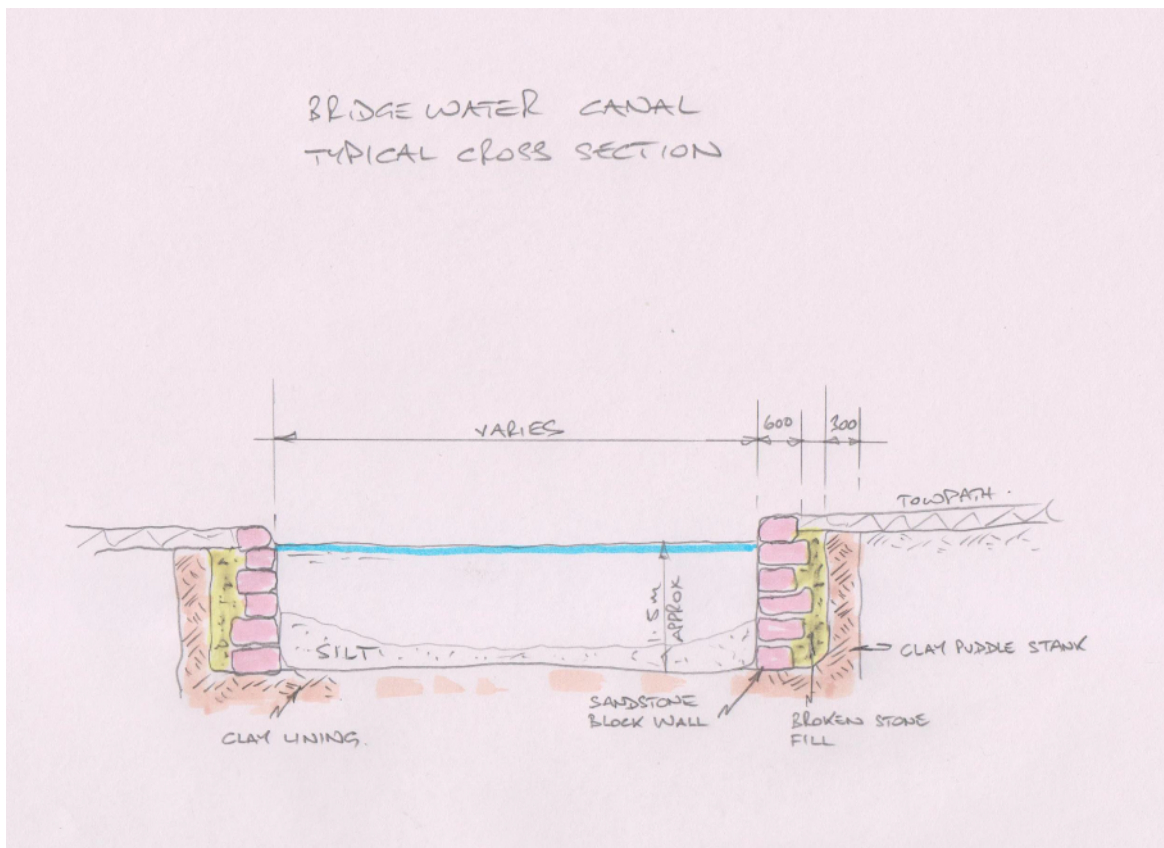 BRIDGEWATER CANAL
TYPICAL CROSS SECTION
VARIES
600
300
TOWPATH.
1.5m
APPROX
SILT
CLAY PUDDLE STANK
SANDSTONE
BLOCK WALL
BROKEN STONE
FILL
CLAY LINING.